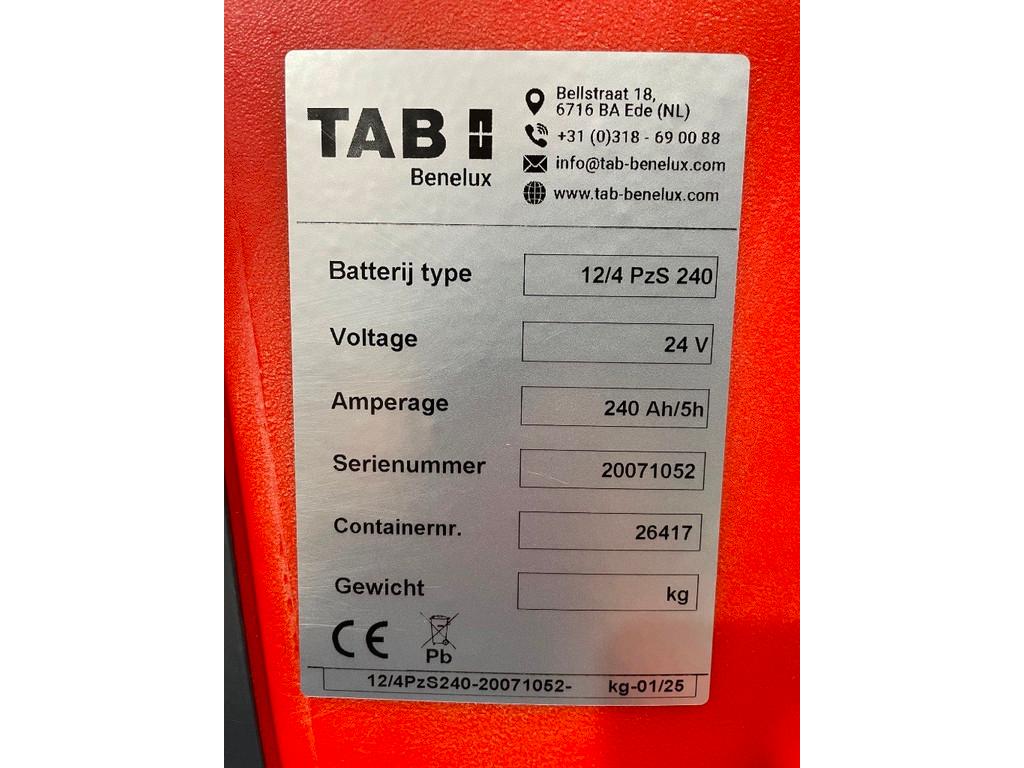 TAB
Benelux
Bellstraat 18,
6716 BA Ede (NL)
+31 (0)318 - 69 00 88
info@tab-benelux.com
www.tab-benelux.com
Batterij type 12/4 PzS 240
Voltage 24 V
Amperage 240 Ah/5h
Serienummer 20071052
Containernr. 26417
Gewicht kg
CE
Pb
12/4PzS240-20071052- kg-01/25